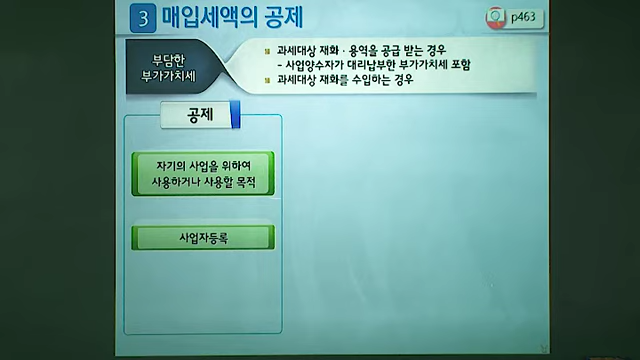 3 매입세액의 공제
p463
부담한
부가가치세
과세대상 재화 · 용역을 공급 받는 경우
- 사업양수자가 대리납부한 부가가치세 포함
과세대상 재화를 수입하는 경우
공제
자기의 사업을 위하여
사용하거나 사용할 목적
사업자등록